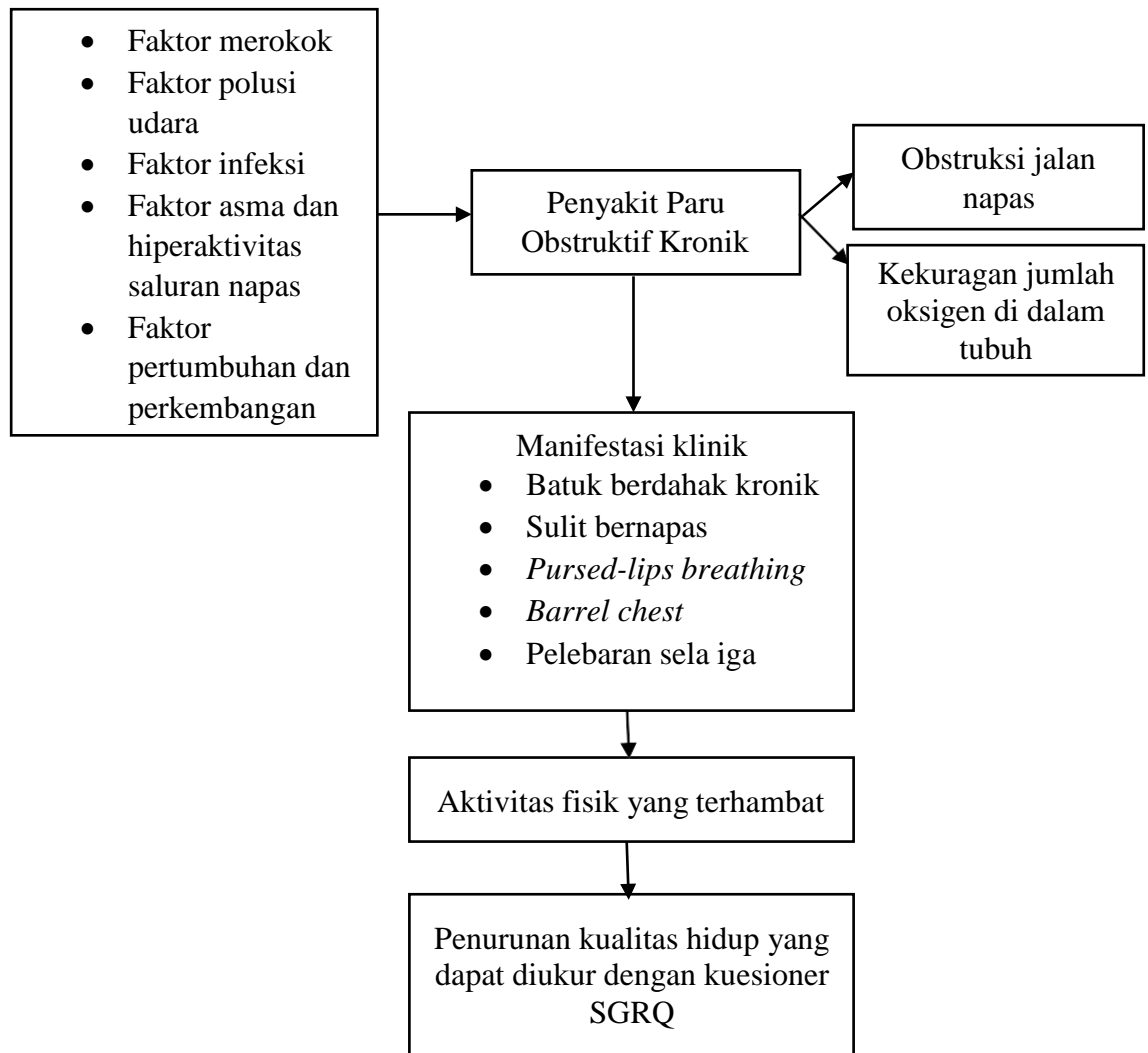 • Faktor merokok
• Faktor polusi
udara
• Faktor infeksi
• Faktor asma dan
hiperaktivitas
saluran napas
• Faktor
pertumbuhan dan
perkembangan
Penyakit Paru
Obstruktif Kronik
Obstruksi jalan
napas
Kekuragan jumlah
oksigen di dalam
tubuh
Manifestasi klinik
• Batuk berdahak kronik
• Sulit bernapas
• Pursed-lips breathing
• Barrel chest
• Pelebaran sela iga
Aktivitas fisik yang terhambat
Penurunan kualitas hidup yang
dapat diukur dengan kuesioner
SGRQ